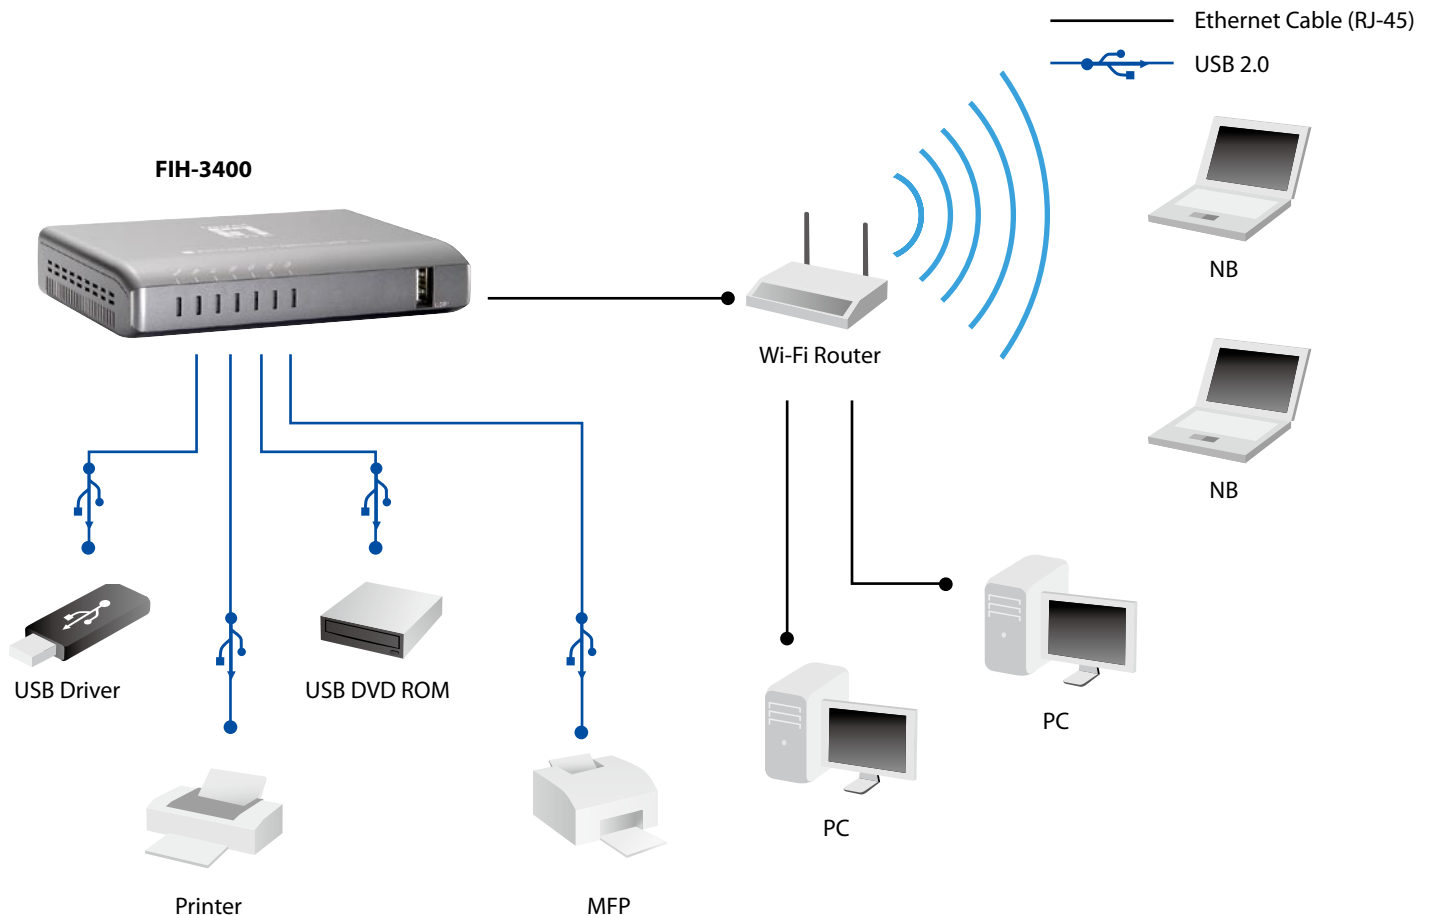 Ethernet Cable (RJ-45)
USB 2.0
FIH-3400
NB
Wi-Fi Router
NB
USB Driver
USB DVD ROM
PC
PC
Printer
MFP